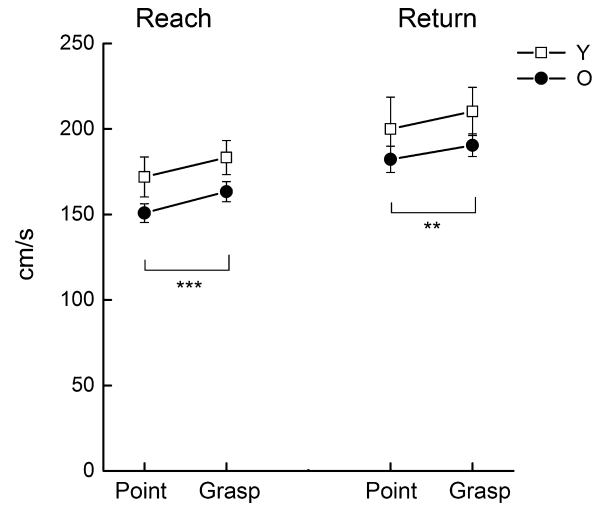 Reach Return
Y
O
250
200
150
100
50
0
cm/s
***
**
Point Grasp Point Grasp